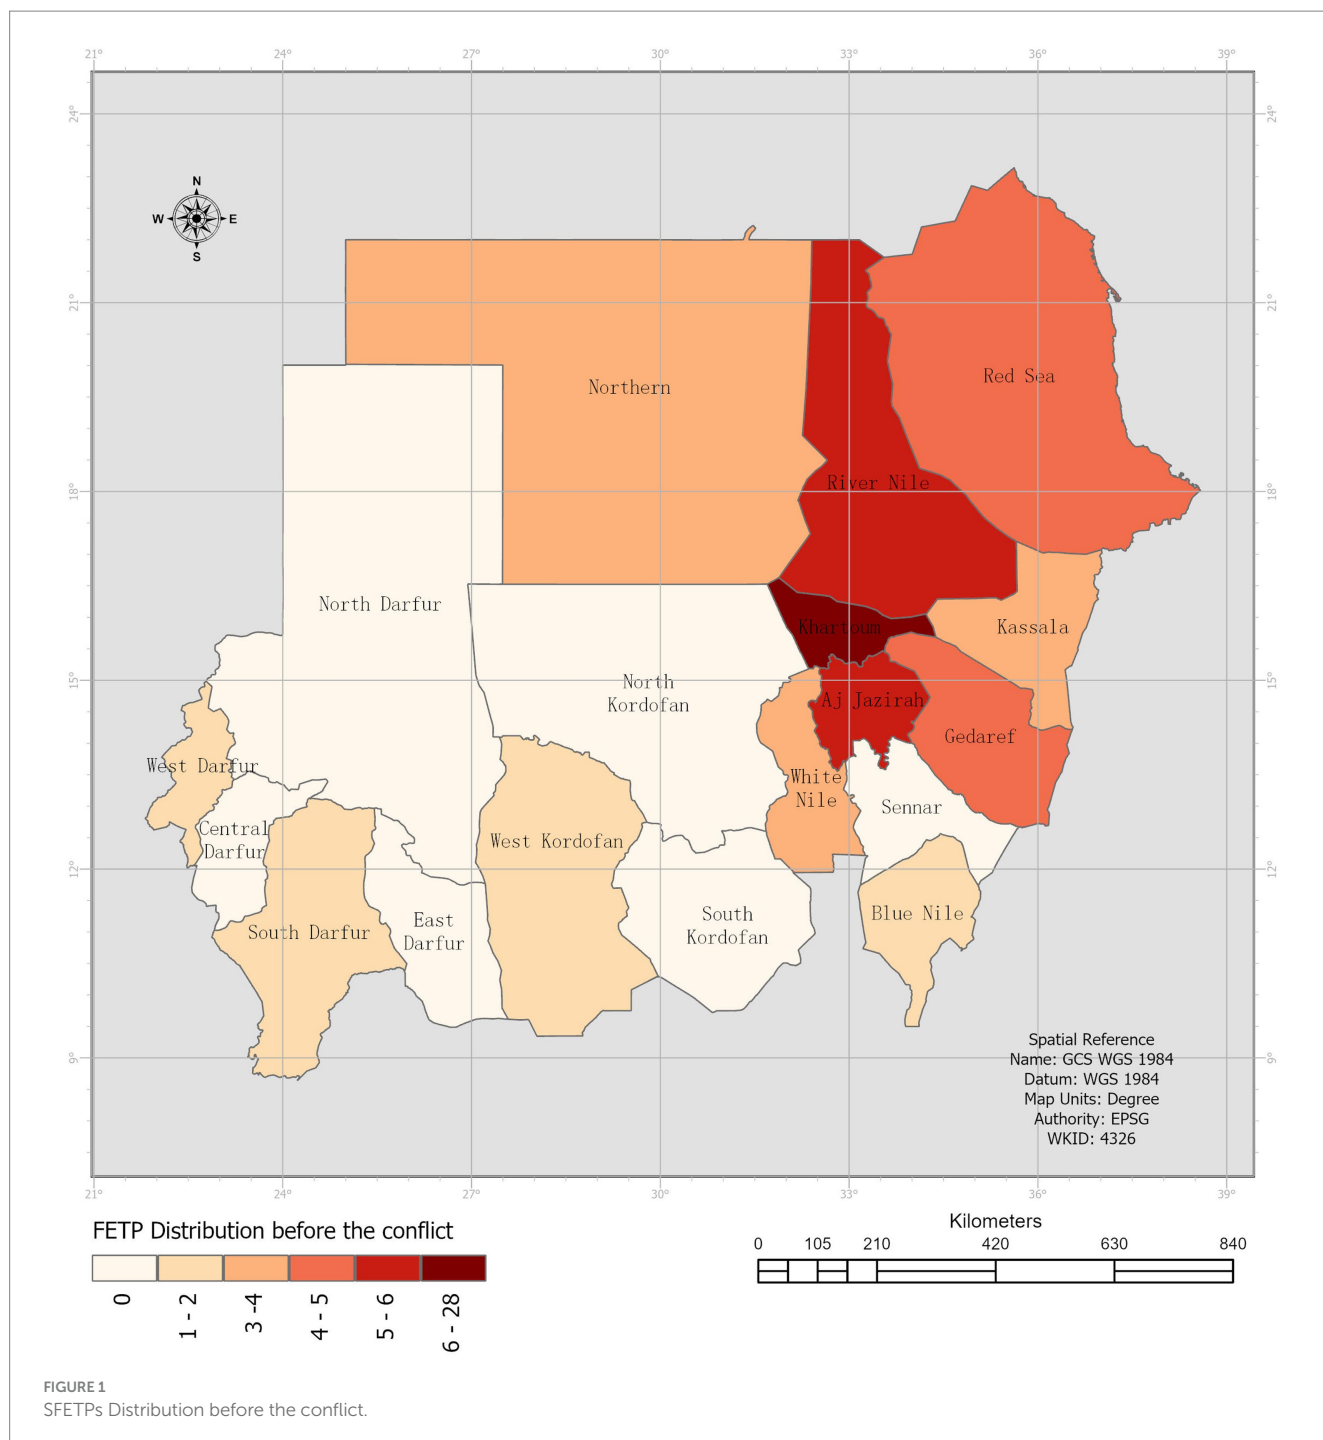 21° 24° 27° 30° 33° 36° 39°
24° 24°
N
W E
S
21° 21°
Red Sea
Northern
River Nile
18° 18°
North Darfur
Khartoum Kassala
15° 15°
North
Kordofan
Aj Jazirah
Gedaref
West Darfur
White
Nile
Sennar
Central
Darfur
West Kordofan
12° 12°
South Darfur
East
Darfur
South
Kordofan
Blue Nile
9° 9°
Spatial Reference
Name: GCS WGS 1984
Datum: WGS 1984
Map Units: Degree
Authority: EPSG
WKID: 4326
21° 24° 27° 30° 33° 36° 39°
FETP Distribution before the conflict
0
1 - 2
3 -4
4 - 5
5 - 6
6 - 28
Kilometers
0 105 210 420 630 840
FIGURE 1
SFETPs Distribution before the conflict.